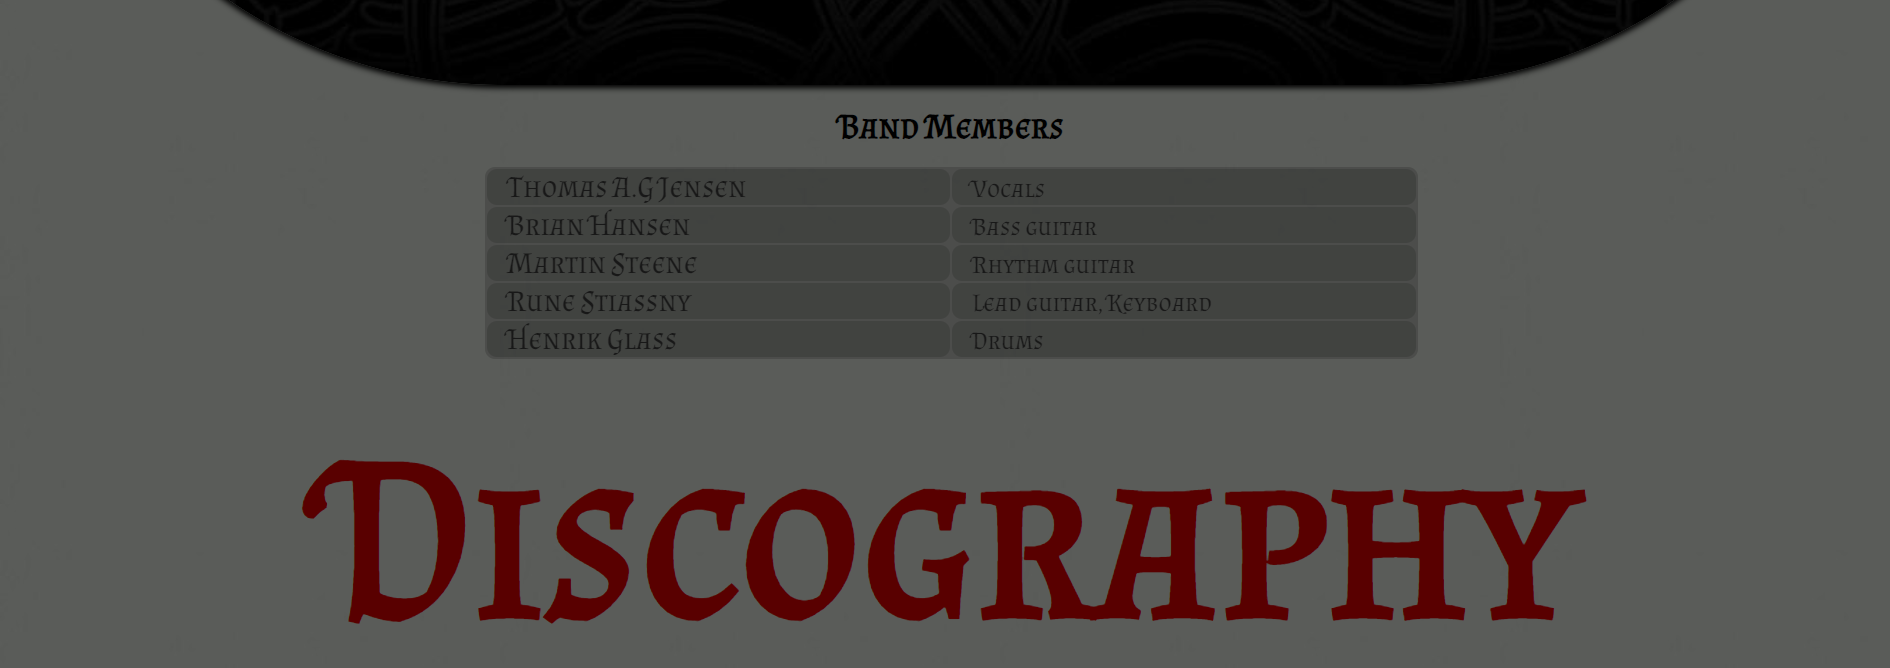 Band Members
Thomas A.G Jensen Vocals
Brian Hansen Bass guitar
Martin Steene Rhythm guitar
Rune Stiassny Lead guitar, Keyboard
Henrik Glass Drums
Discography